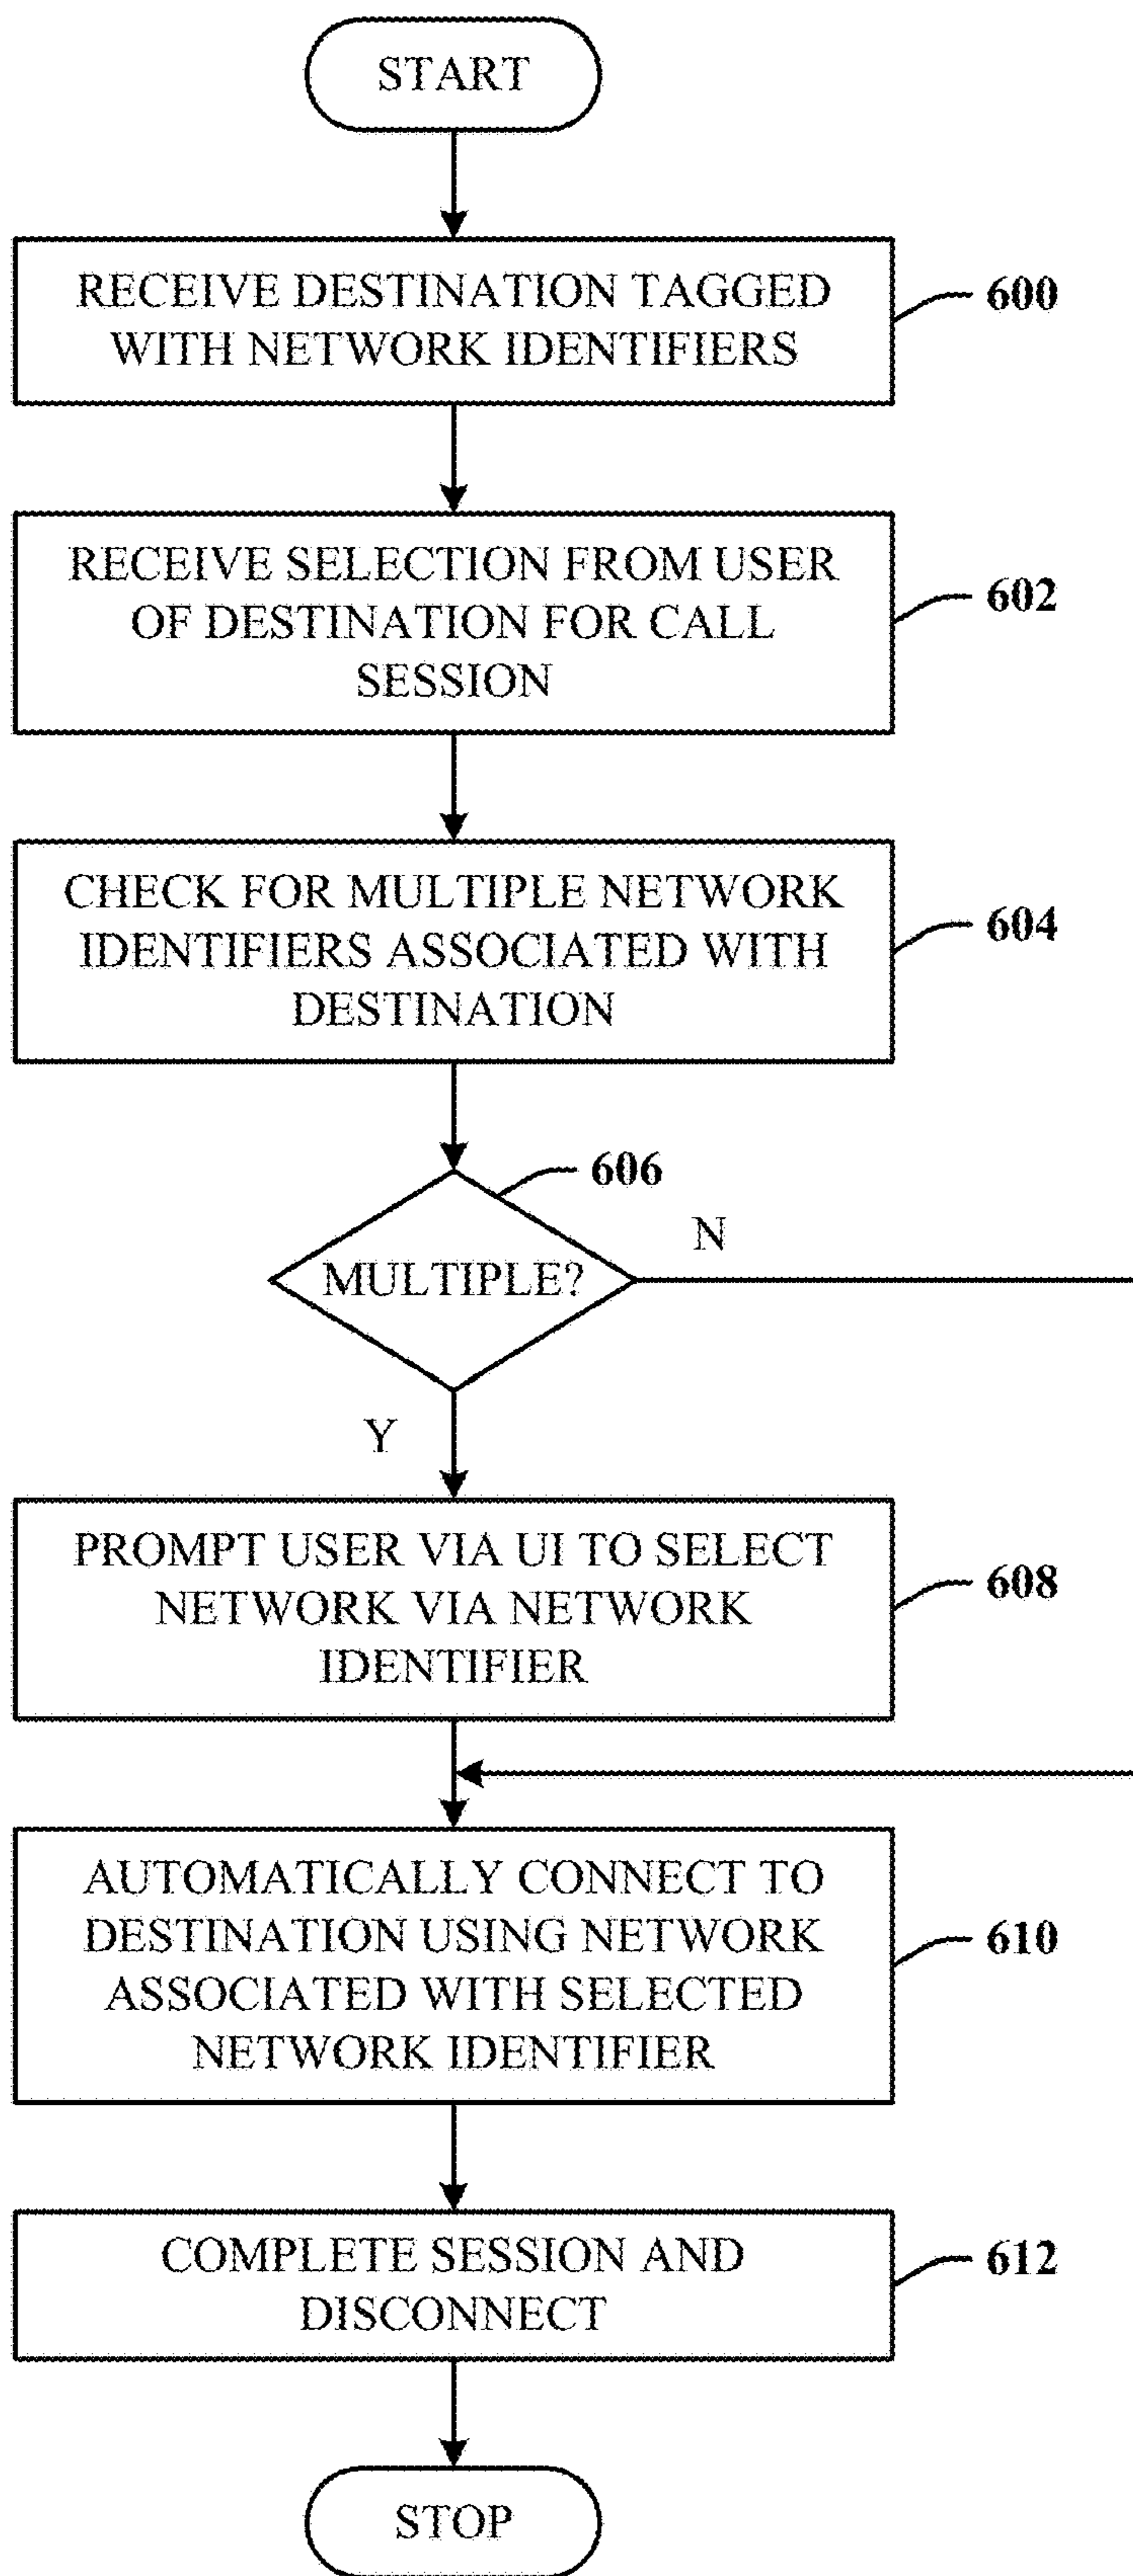 START
RECEIVE DESTINATION TAGGED
WITH NETWORK IDENTIFIERS
600
RECEIVE SELECTION FROM USER
OF DESTINATION FOR CALL
SESSION
602
CHECK FOR MULTIPLE NETWORK
IDENTIFIERS ASSOCIATED WITH
DESTINATION
604
606
MULTIPLE?
N
Y
PROMPT USER VIA UI TO SELECT
NETWORK VIA NETWORK
IDENTIFIER
608
AUTOMATICALLY CONNECT TO
DESTINATION USING NETWORK
ASSOCIATED WITH SELECTED
NETWORK IDENTIFIER
610
COMPLETE SESSION AND
DISCONNECT
612
STOP